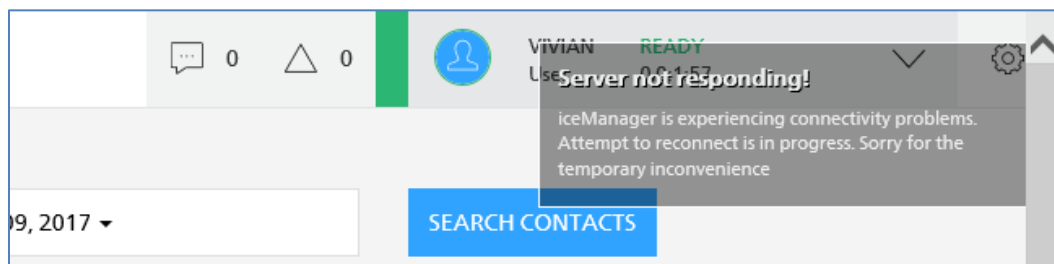 0
0
VIVIAN READY
Use
Server not responding!
iceManager is experiencing connectivity problems.
Attempt to reconnect is in progress. Sorry for the
temporary inconvenience
09, 2017
SEARCH CONTACTS